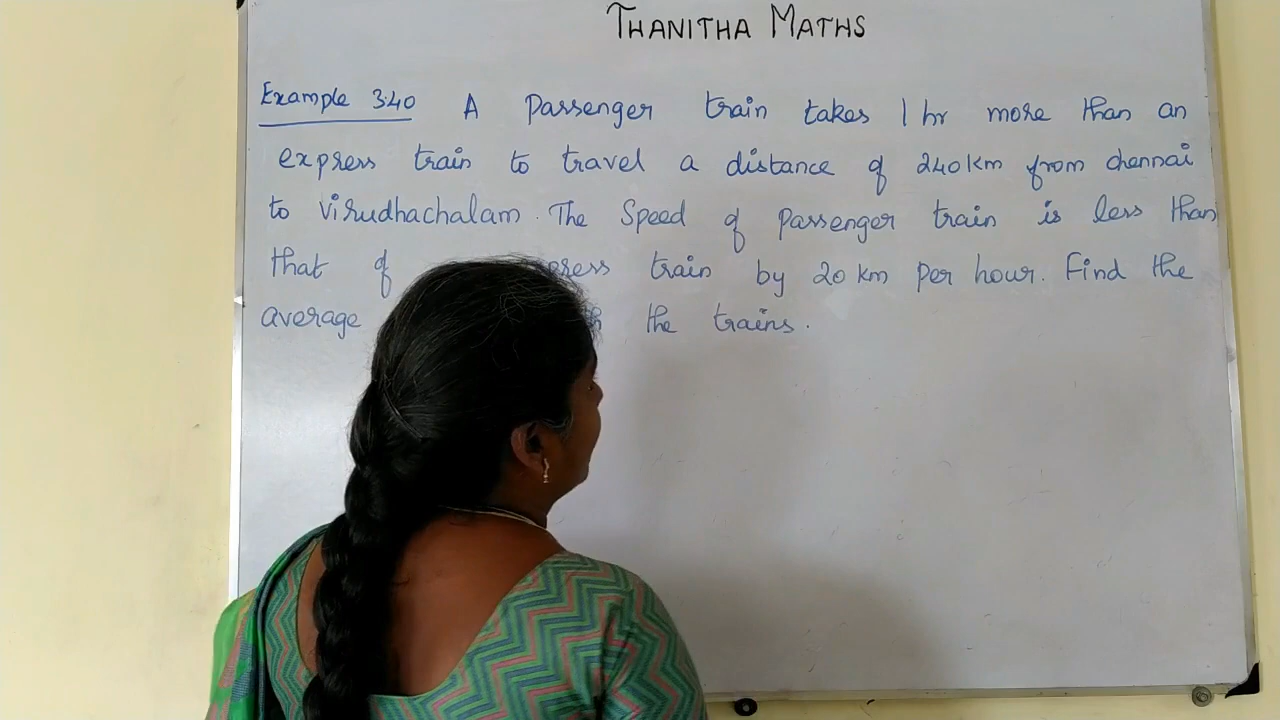 THANITHA MATHS
Example 3.40 A Passenger train takes 1 hr more than an
express train to travel a distance of 240 km from chennai
to Virudhachalam. The Speed of passenger train is less than
that of train by 20 km per hour. Find the
average the trains.